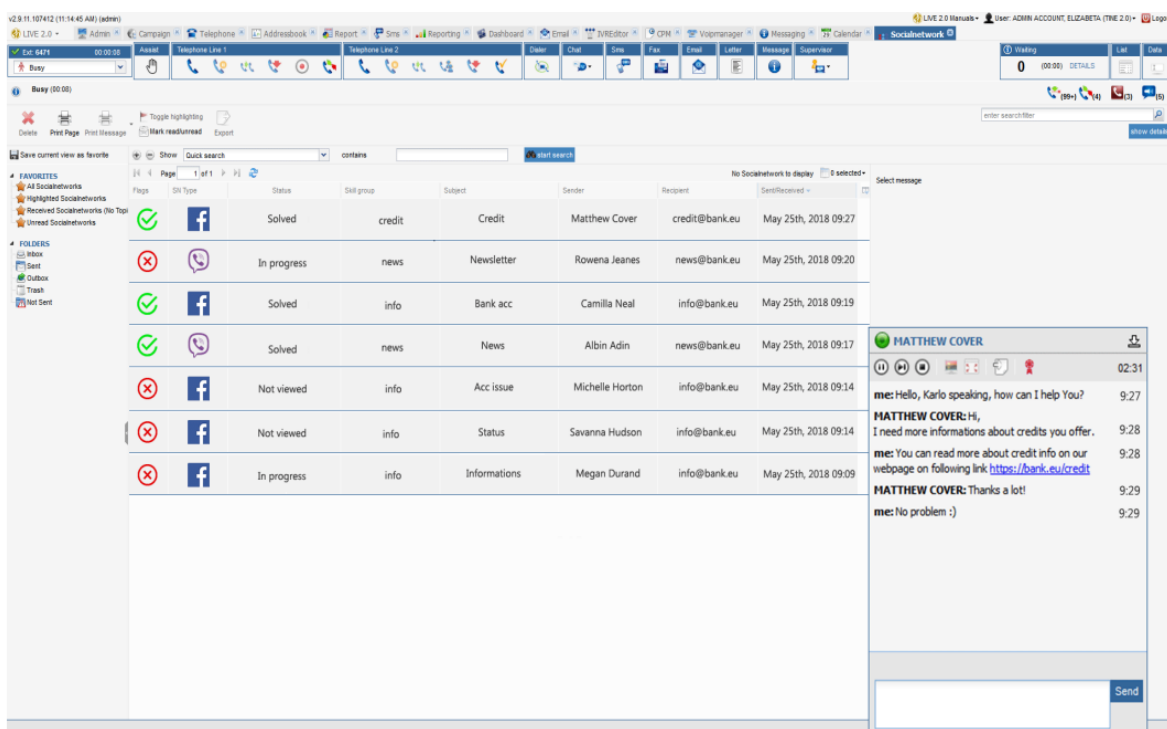 v2.9.11.107412 (11:14:45 AM) (admin)
LIVE 2.0 Manuals User: ADMIN ACCOUNT, ELIZABETA (TINE 2.0) Logo
LIVE 2.0 Admin Campaign Telephone Addressbook Report Sms Reporting Dashboard Email IVREditor CPM Voipmanager Messaging Calendar Socialnetwork
Ext: 6471 00:00:08 Assist Telephone Line 1 Telephone Line 2 Dialer Chat Sms Fax Email Letter Message Supervisor Waiting List Data
Busy 0 (00:00) DETAILS
Busy (00:00) (99+) (4) (3) (5)
Delete Print Page Print Message Toggle highlighting Mark read/unread Export enter searchfilter
show detail
Save current view as favorite Show Quick search contains start search
Page 1 of 1 No Socialnetwork to display 0 selected Select message
FAVORITES
All Socialnetworks
Highlighted Socialnetworks
Received Socialnetworks (No Topi
Unread Socialnetworks
FOLDERS
Inbox
Sent
Outbox
Trash
Not Sent
Flags SN Type Status Skill group Subject Sender Recipient Sent/Received
Solved credit Credit Matthew Cover credit@bank.eu May 25th, 2018 09:27
In progress news Newsletter Rowena Jeanes news@bank.eu May 25th, 2018 09:20
Solved info Bank acc Camilla Neal info@bank.eu May 25th, 2018 09:19
Solved news News Albin Adin news@bank.eu May 25th, 2018 09:17
Not viewed info Acc issue Michelle Horton info@bank.eu May 25th, 2018 09:14
Not viewed info Status Savanna Hudson info@bank.eu May 25th, 2018 09:14
In progress info Informations Megan Durand info@bank.eu May 25th, 2018 09:09
MATTHEW COVER
02:31
me: Hello, Karlo speaking, how can I help You? 9:27
MATTHEW COVER: Hi,
I need more informations about credits you offer. 9:28
me: You can read more about credit info on our 9:28
webpage on following link https://bank.eu/credit
MATTHEW COVER: Thanks a lot! 9:29
me: No problem :) 9:29
Send